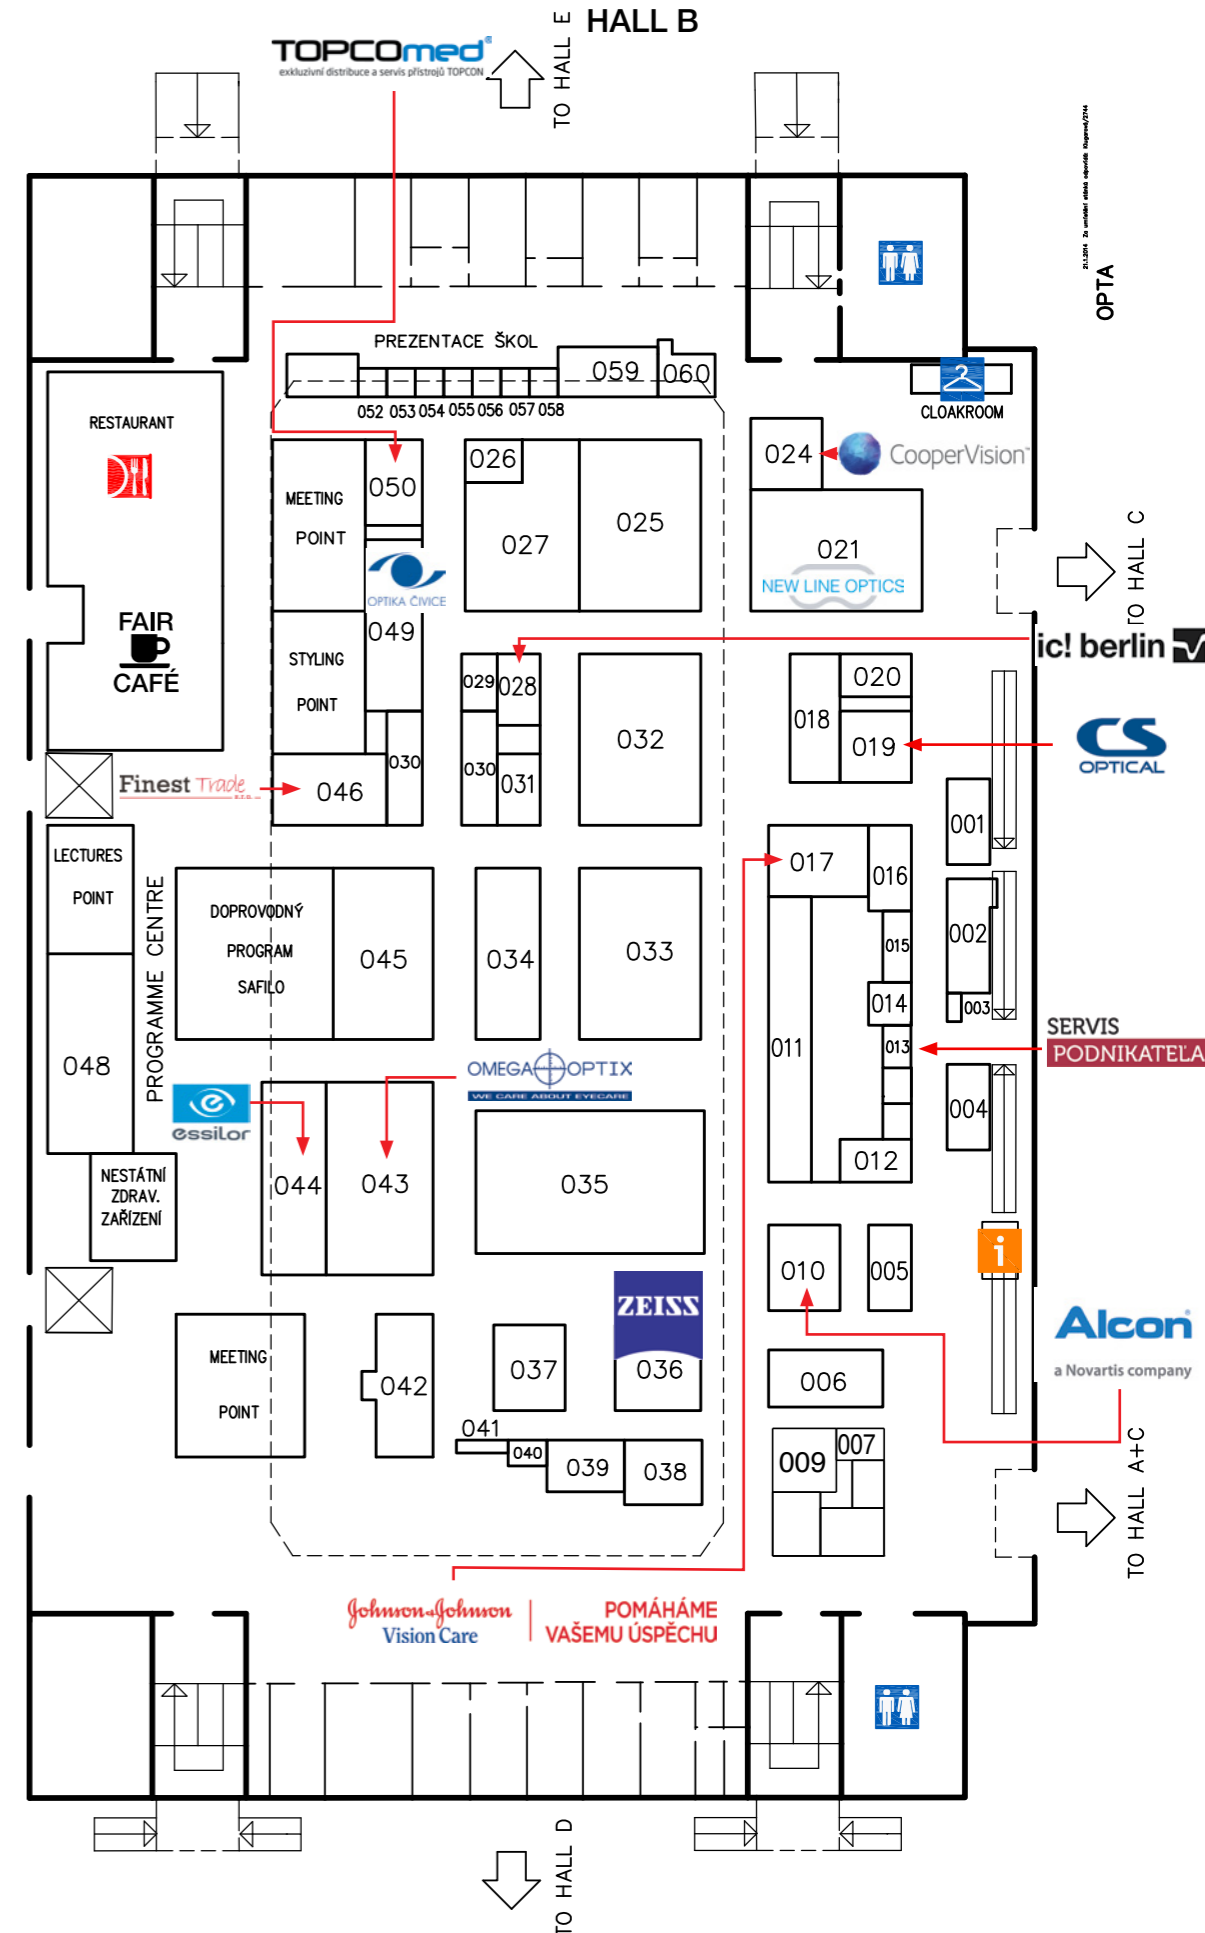 HALL B
TOPCOmed®
exkluzivní distribuce a servis přístrojů TOPCON
TO HALL E
OPTA
PREZENTACE ŠKOL
059
060
052 053 054 055 056 057 058
RESTAURANT
CLOAKROOM
024
CooperVision™
MEETING
POINT
050
026
027
025
021
NEW LINE OPTICS
TO HALL C
OPTIKA ČIVICE
049
FAIR
CAFÉ
STYLING
POINT
029
028
ic! berlin
020
018
032
019
CS
OPTICAL
030
030
031
Finest Trade
046
001
LECTURES
POINT
017
016
PROGRAMME CENTRE
DOPROVODNÝ
PROGRAM
SAFILO
045
034
033
015
002
014
003
SERVIS
PODNIKATEĽA
013
011
048
OMEGA OPTIX
WE CARE ABOUT EYECARE
essilor
004
012
NESTÁTNÍ
ZDRAV.
ZAŘÍZENÍ
044
043
035
i
010
005
ZEISS
036
Alcon®
a Novartis company
MEETING
POINT
042
037
006
041
040
039
038
009
007
TO HALL A+C
Johnson & Johnson
Vision Care
POMÁHÁME
VAŠEMU ÚSPĚCHU
TO HALL D